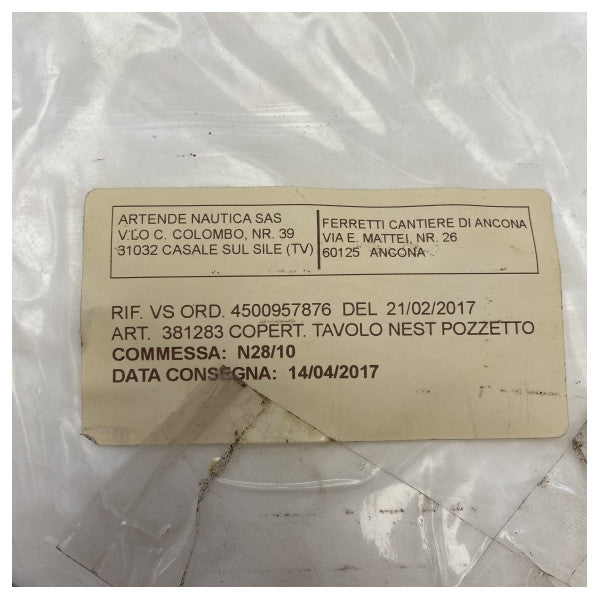 ARTENDE NAUTICA SAS
V.LO C. COLOMBO, NR. 39
31032 CASALE SUL SILE (TV)
FERRETTI CANTIERE DI ANCONA
VIA E. MATTEI, NR. 26
60125 ANCONA
RIF. VS ORD. 4500957876 DEL 21/02/2017
ART. 381283 COPERT. TAVOLO NEST POZZETTO
COMMESSA: N28/10
DATA CONSEGNA: 14/04/2017